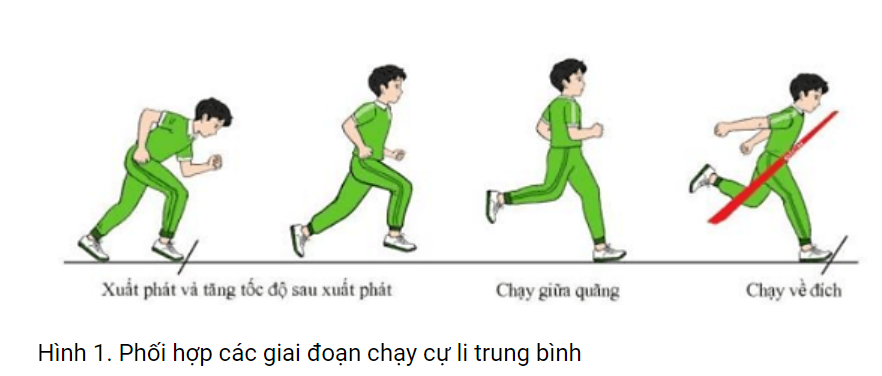 Xuất phát và tăng tốc độ sau xuất phát
Chạy giữa quãng
Chạy về đích
Hình 1. Phối hợp các giai đoạn chạy cự li trung bình